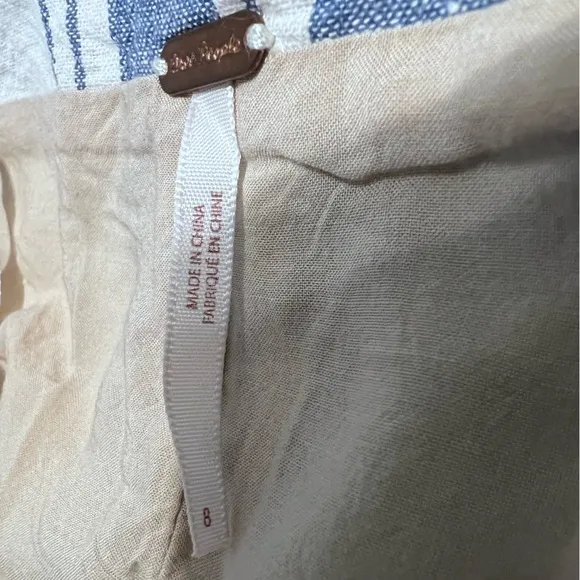 Free People
MADE IN CHINA
FABRIQUÉ EN CHINE
8